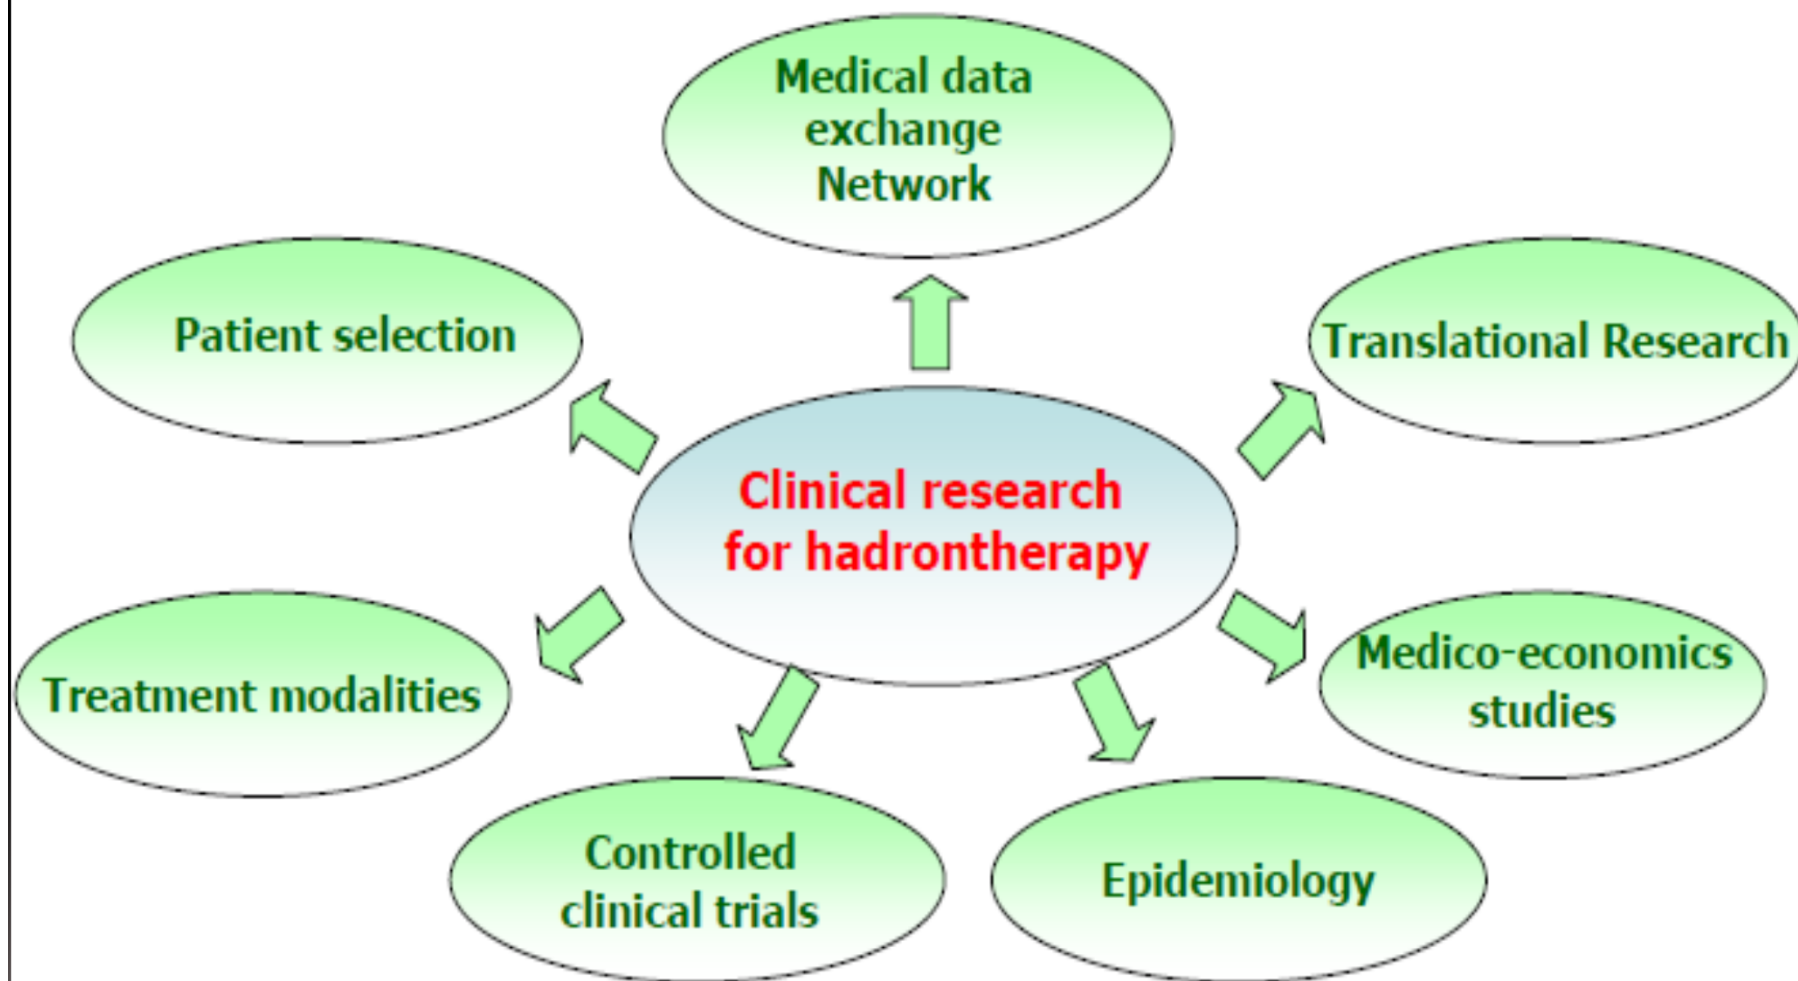 Medical data
exchange
Network
Patient selection
Translational Research
Clinical research
for hadrontherapy
Treatment modalities
Medico-economics
studies
Controlled
clinical trials
Epidemiology